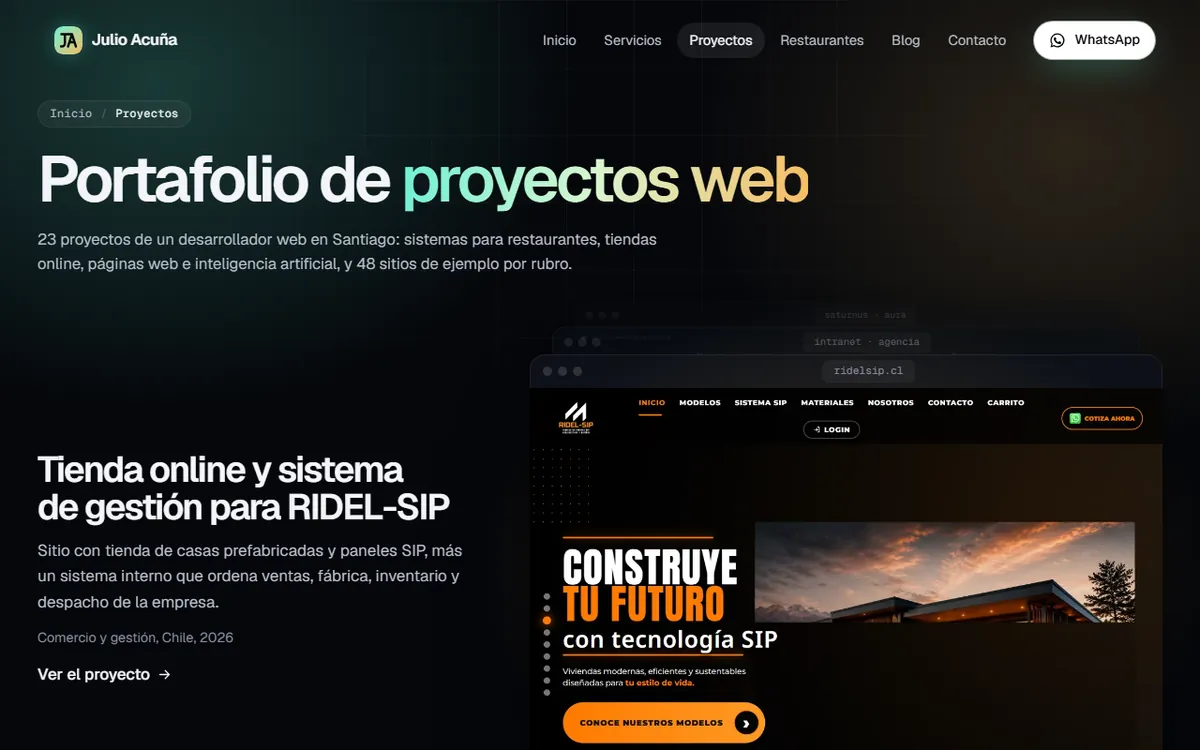 JA Julio Acuña
Inicio Servicios Proyectos Restaurantes Blog Contacto WhatsApp
Inicio / Proyectos
Portafolio de proyectos web
23 proyectos de un desarrollador web en Santiago: sistemas para restaurantes, tiendas
online, páginas web e inteligencia artificial, y 48 sitios de ejemplo por rubro.
saturnus · aura
intranet · agencia
ridelsip.cl
INICIO MODELOS SISTEMA SIP MATERIALES NOSOTROS CONTACTO CARRITO
RIDEL-SIP
COTIZA AHORA
LOGIN
Tienda online y sistema
de gestión para RIDEL-SIP
Sitio con tienda de casas prefabricadas y paneles SIP, más
un sistema interno que ordena ventas, fábrica, inventario y
despacho de la empresa.
Comercio y gestión, Chile, 2026
Ver el proyecto →
CONSTRUYE
TU FUTURO
con tecnología SIP
Viviendas modernas, eficientes y sustentables
diseñadas para tu estilo de vida.
CONOCE NUESTROS MODELOS ›